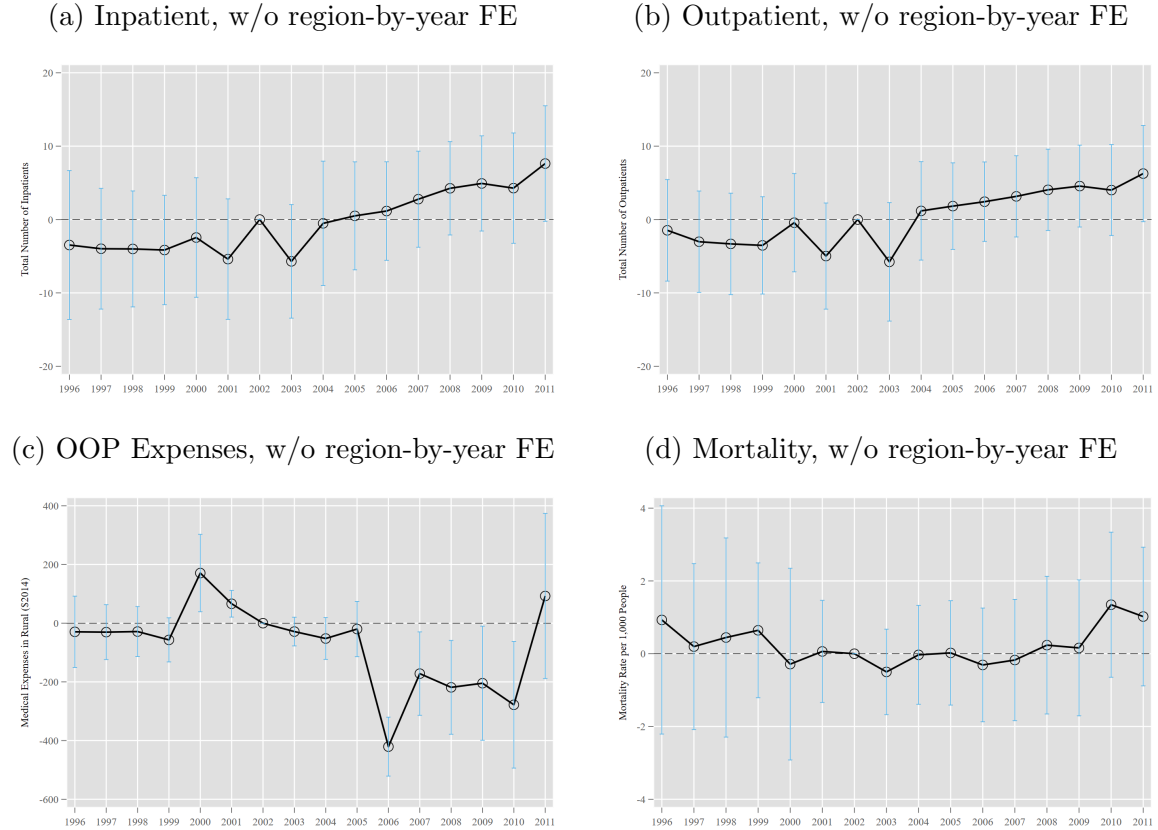 (a) Inpatient, w/o region-by-year FE
Total Number of Inpatients
20
10
0
-10
-20
1996 1997 1998 1999 2000 2001 2002 2003 2004 2005 2006 2007 2008 2009 2010 2011
(b) Outpatient, w/o region-by-year FE
Total Number of Outpatients
20
10
0
-10
-20
1996 1997 1998 1999 2000 2001 2002 2003 2004 2005 2006 2007 2008 2009 2010 2011
(c) OOP Expenses, w/o region-by-year FE
Medical Expenses in Rural ($2014)
400
200
0
-200
-400
-600
1996 1997 1998 1999 2000 2001 2002 2003 2004 2005 2006 2007 2008 2009 2010 2011
(d) Mortality, w/o region-by-year FE
Mortality Rate per 1,000 People
4
2
0
-2
-4
1996 1997 1998 1999 2000 2001 2002 2003 2004 2005 2006 2007 2008 2009 2010 2011